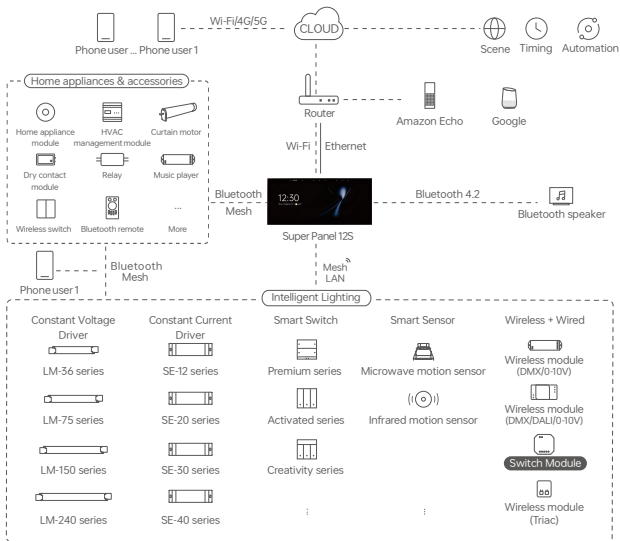 Wi-Fi/4G/5G
CLOUD
Phone user ... Phone user 1
Scene Timing Automation
Home appliances & accessories
Router
Amazon Echo
Google
Home appliance
module
HVAC
management module
Curtain motor
Wi-Fi
Ethernet
Dry contact
module
Relay
Music player
Bluetooth
Mesh
12:30
Bluetooth 4.2
Bluetooth speaker
Wireless switch
Bluetooth remote
...
More
Super Panel 12S
Bluetooth
Mesh
Mesh
LAN
Phone user 1
Intelligent Lighting
Constant Voltage
Driver
Constant Current
Driver
Smart Switch
Smart Sensor
Wireless + Wired
LM-36 series
SE-12 series
Premium series
Microwave motion sensor
Wireless module
(DMX/0-10V)
LM-75 series
SE-20 series
Activated series
Infrared motion sensor
Wireless module
(DMX/DALI/0-10V)
LM-150 series
SE-30 series
Creativity series
Switch Module
LM-240 series
SE-40 series
Wireless module
(Triac)